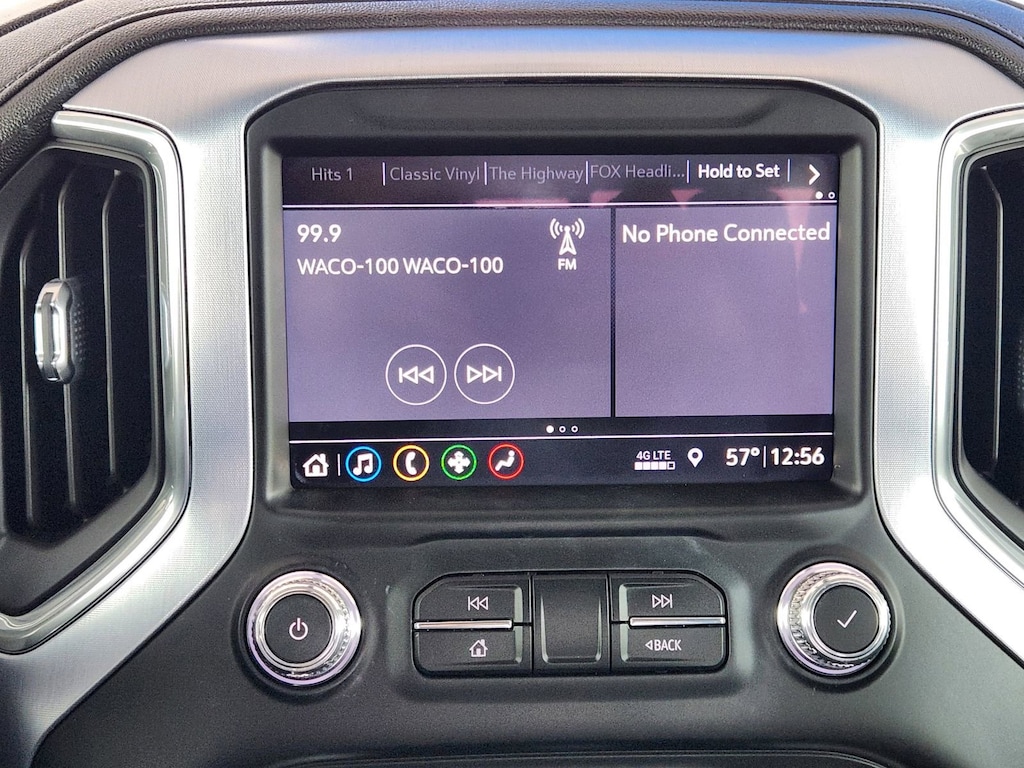 Hits 1 Classic Vinyl The Highway FOX Headli... Hold to Set
99.9
WACO-100 WACO-100
FM
No Phone Connected
4G LTE 57° 12:56
BACK